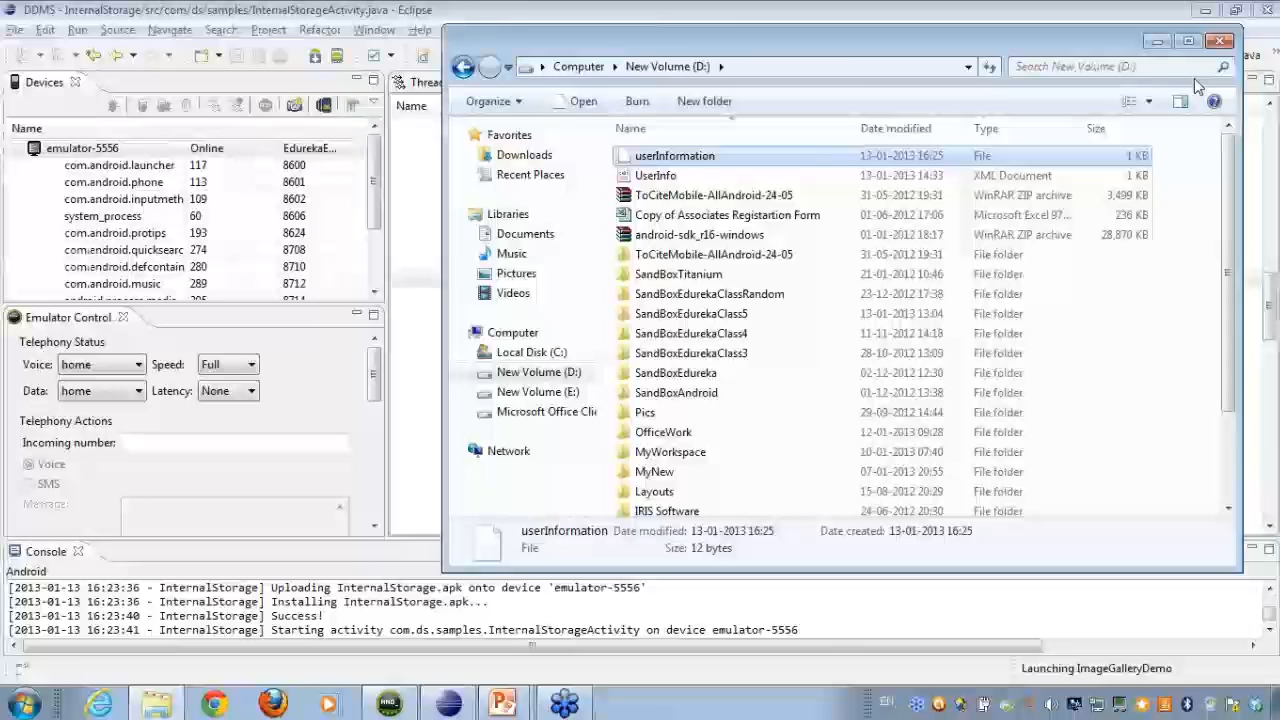 DDMS - InternalStorage/src/com/ds/samples/InternalStorageActivity.java - Eclipse
File Edit Run Source Navigate Search Project Refactor Window Help
Devices
Name
emulator-5556 Online EdurekaE...
com.android.launcher 117 8600
com.android.phone 113 8601
com.android.inputmeth 109 8602
system_process 60 8606
com.android.protips 193 8624
com.android.quicksearc 274 8708
com.android.defcontain 280 8710
com.android.music 289 8712
android.process.media 305 8714
Emulator Control
Telephony Status
Voice: home Speed: Full
Data: home Latency: None
Telephony Actions
Incoming number:
Voice
SMS
Message:
Threa
Name
Java
Computer New Volume (D:)
Search New Volume (D:)
Organize Open Burn New folder
Favorites
Downloads
Recent Places
Libraries
Documents
Music
Pictures
Videos
Computer
Local Disk (C:)
New Volume (D:)
New Volume (E:)
Microsoft Office Clic
Network
Name Date modified Type Size
userInformation 13-01-2013 16:25 File 1 KB
UserInfo 13-01-2013 14:33 XML Document 1 KB
ToCiteMobile-AllAndroid-24-05 31-05-2012 19:31 WinRAR ZIP archive 3,499 KB
Copy of Associates Registartion Form 01-06-2012 17:06 Microsoft Excel 97... 236 KB
android-sdk_r16-windows 01-01-2012 18:17 WinRAR ZIP archive 28,870 KB
ToCiteMobile-AllAndroid-24-05 31-05-2012 19:31 File folder
SandBoxTitanium 21-01-2012 10:46 File folder
SandBoxEdurekaClassRandom 23-12-2012 17:38 File folder
SandBoxEdurekaClass5 13-01-2013 13:04 File folder
SandBoxEdurekaClass4 11-11-2012 14:18 File folder
SandBoxEdurekaClass3 28-10-2012 13:09 File folder
SandBoxEdureka 02-12-2012 12:30 File folder
SandBoxAndroid 01-12-2012 13:38 File folder
Pics 29-09-2012 14:44 File folder
OfficeWork 12-01-2013 09:28 File folder
MyWorkspace 10-01-2013 07:40 File folder
MyNew 07-01-2013 20:55 File folder
Layouts 15-08-2012 20:29 File folder
IRIS Software 24-06-2012 20:30 File folder
userInformation Date modified: 13-01-2013 16:25 Date created: 13-01-2013 16:25
File Size: 12 bytes
Console
Android
[2013-01-13 16:23:36 - InternalStorage] Uploading InternalStorage.apk onto device 'emulator-5556'
[2013-01-13 16:23:36 - InternalStorage] Installing InternalStorage.apk...
[2013-01-13 16:23:40 - InternalStorage] Success!
[2013-01-13 16:23:41 - InternalStorage] Starting activity com.ds.samples.InternalStorageActivity on device emulator-5556
Launching ImageGalleryDemo
EN